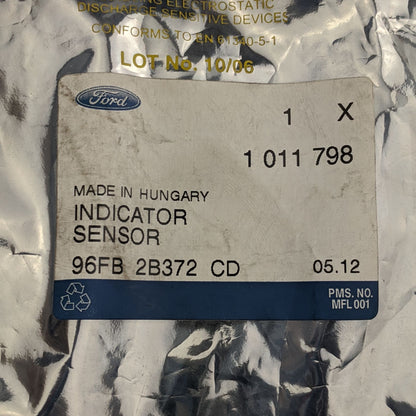 ELECTROSTATIC
DISCHARGE SENSITIVE DEVICES
CONFORMS TO EN 61340-5-1
LOT No. 10/06
Ford
1 X
1 011 798
MADE IN HUNGARY
INDICATOR
SENSOR
96FB 2B372 CD 05.12
PMS. NO.
MFL 001